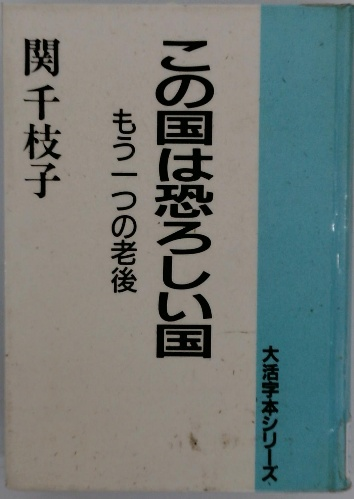 この国は恐ろしい国
もう一つの老後
関千枝子
大活字本シリーズ